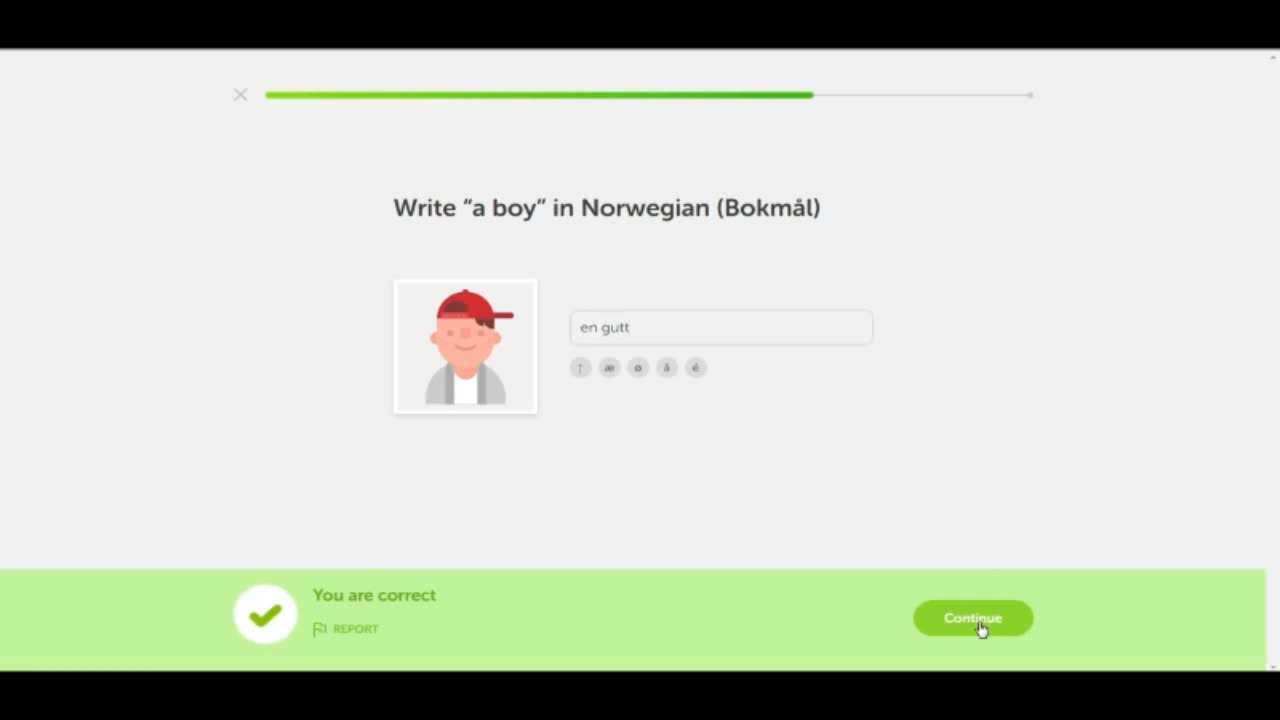 Write “a boy” in Norwegian (Bokmål)
en gutt
↑ æ ø å é
You are correct
REPORT
Continue